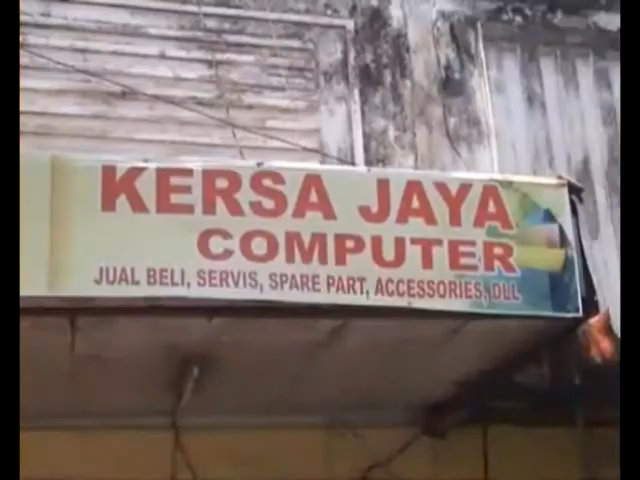 KERSA JAYA
COMPUTER
JUAL BELI, SERVIS, SPARE PART, ACCESSORIES, DLL